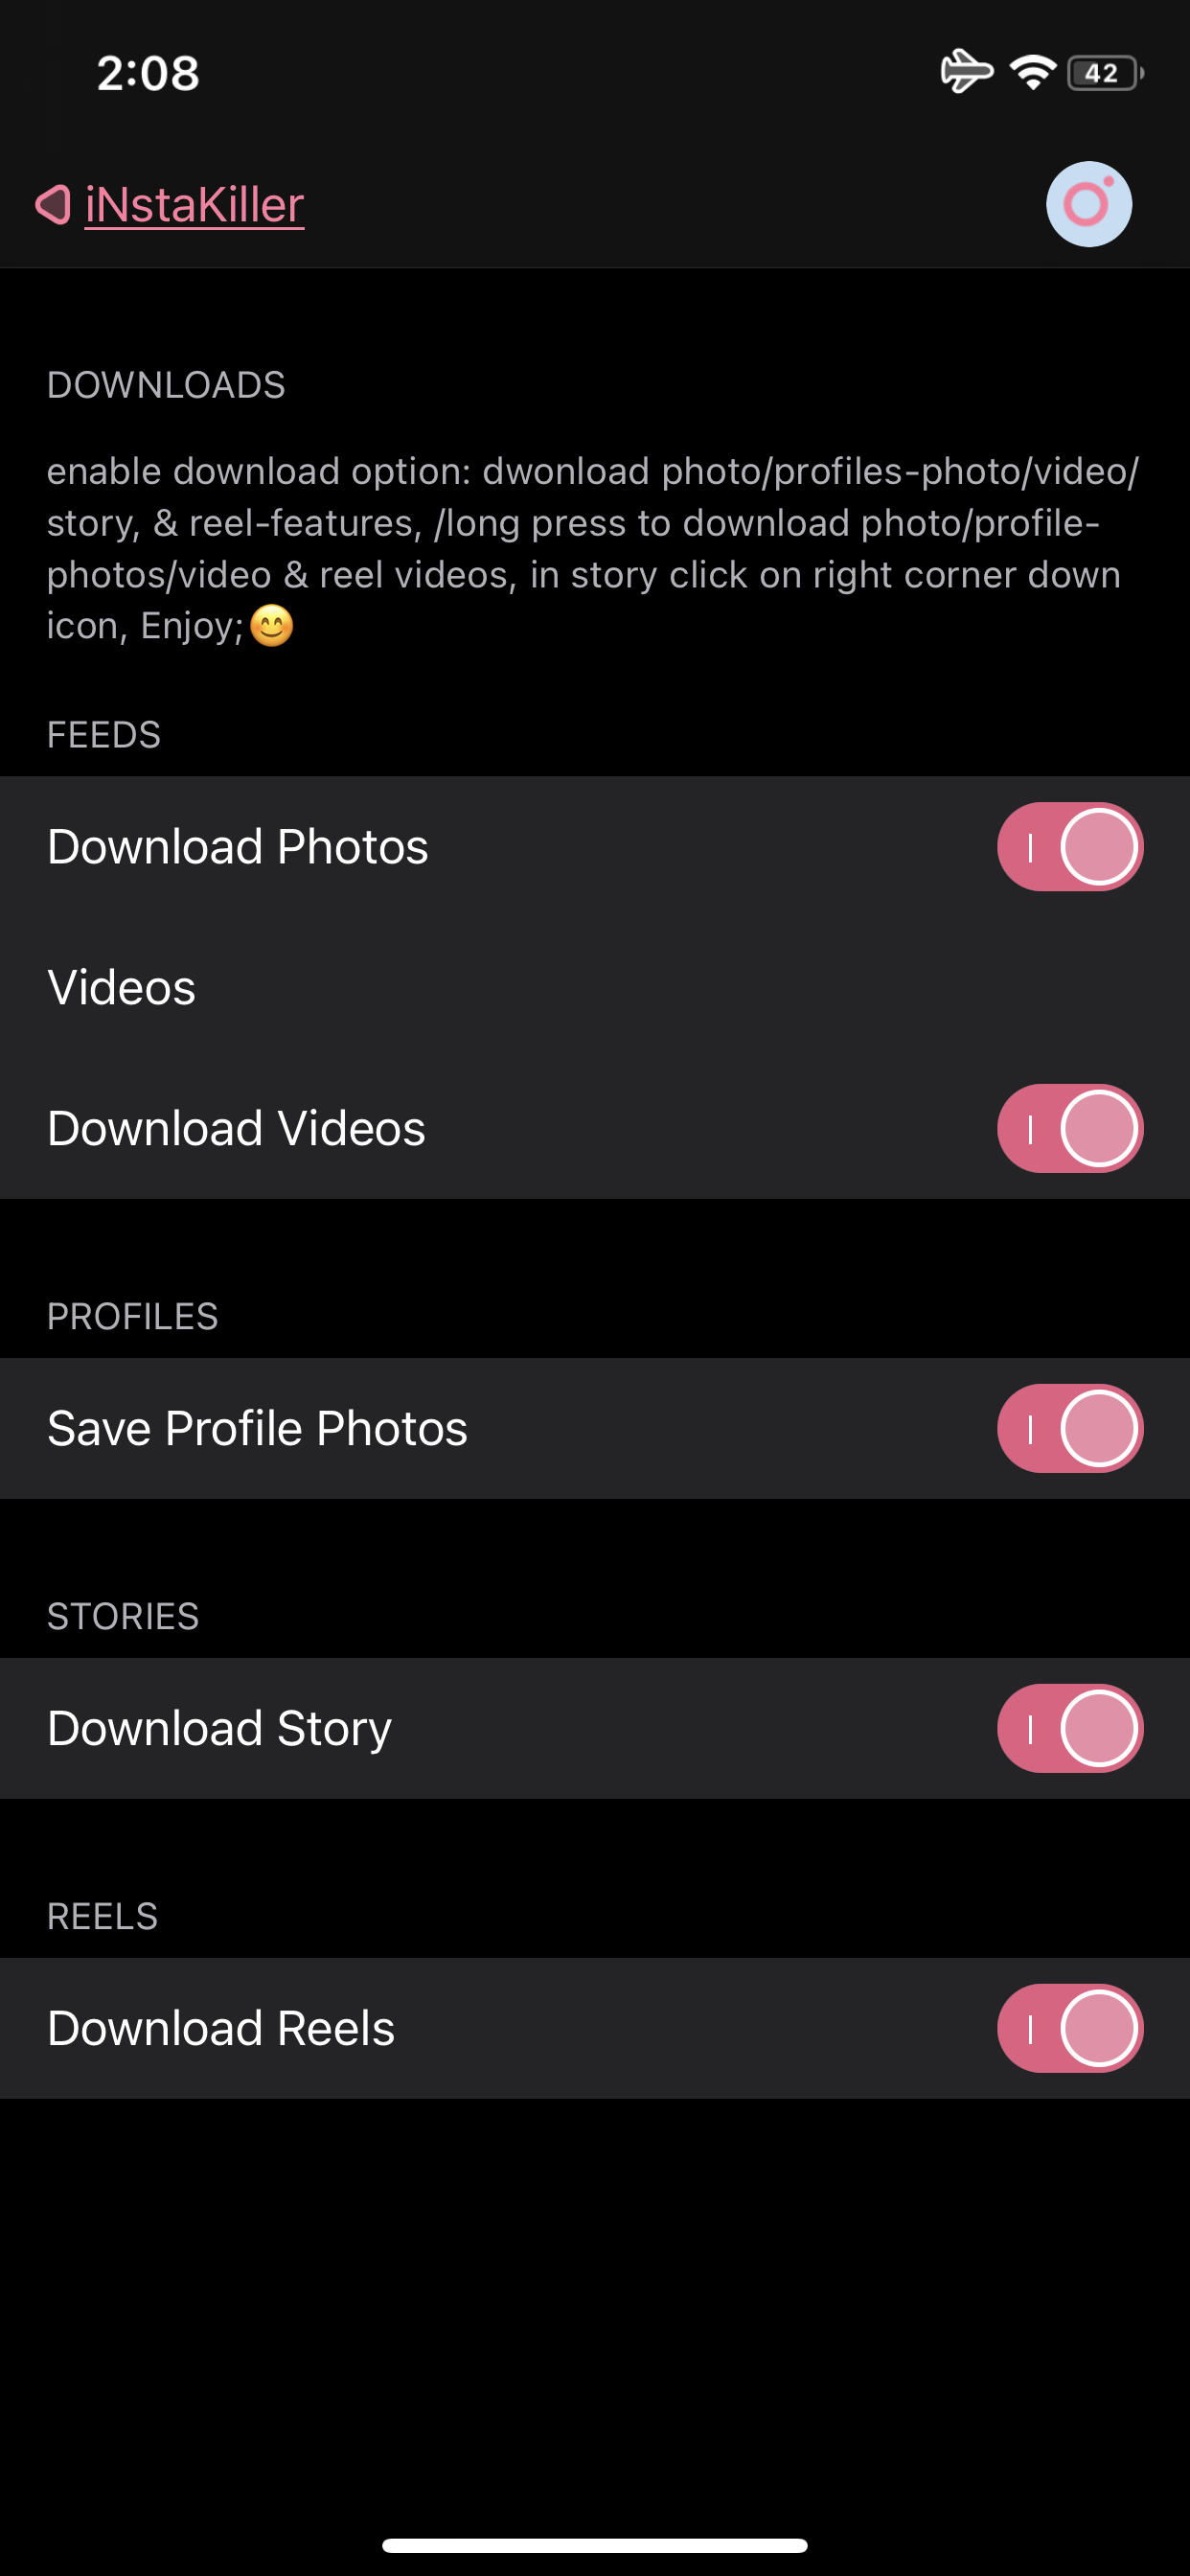 2:08
42
iNstaKiller
DOWNLOADS
enable download option: dwonload photo/profiles-photo/video/
story, & reel-features, /long press to download photo/profile-
photos/video & reel videos, in story click on right corner down
icon, Enjoy;😊
FEEDS
Download Photos
Videos
Download Videos
PROFILES
Save Profile Photos
STORIES
Download Story
REELS
Download Reels